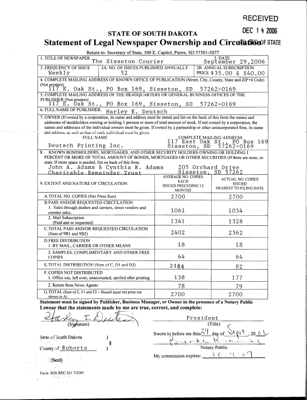 RECEIVED
DEC 14 2006
STATE OF SOUTH DAKOTA
Statement of Legal Newspaper Ownership and Circulation OF STATE
Return to: Secretary of State, 500 E. Capitol, Pierre, SD 57501-5077
1. TITLE OF NEWSPAPER
The Sisseton Courier
2. DATE
September 29, 2006
3. FREQUENCY OF ISSUE
Weekly
3A. NO. OF ISSUES PUBLISHED ANNUALLY
52
3B. ANNUAL SUBSCRIPTION
PRICE $35.00 & $40.00
4. COMPLETE MAILING ADDRESS OF KNOWN OFFICE OF PUBLICATION (Street, City, County, State and ZIP+4 Code)
(Not printer)
117 E. Oak St., PO Box 169, Sisseton, SD 57262-0169
5. COMPLETE MAILING ADDRESS OF THE HEADQUARTERS OF GENERAL BUSINESS OFFICES OF THE
PUBLISHER (Not printer)
117 E. Oak St., PO Box 169, Sisseton, SD 57262-0169
6. FULL NAME OF PUBLISHER:
Harley E. Deutsch
7. OWNER (If owned by a corporation, its name and address must be stated and list on the back of this form the names and
addresses of stockholders owning or holding 1 percent or more of total amount of stock. If not owned by a corporation, the
names and addresses of the individual owners must be given. If owned by a partnership or other unincorporated firm, its name
and address, as well as that of each individual must be given.
FULL NAME
COMPLETE MAILING ADDRESS
Deutsch Printing Inc.
117 East Oak St., PO Box 169
Sisseton, SD 57262-0169
8. KNOWN BONDHOLDERS, MORTGAGES, AND OTHER SECURITY HOLDERS OWNING OR HOLDING 1
PERCENT OR MORE OF TOTAL AMOUNT OF BONDS, MORTGAGES OR OTHER SECURITIES (If there are none, so
state. If more space is needed, list on back of this form.
John A. Adams & Phyllis R. Adams
Charitable Remainder Trust
205 Orchard Drive
Sisseton, SD 57262
9. EXTENT AND NATURE OF CIRCULATION
AVERAGE NO. COPIES
EACH
ISSUED PRECEDING 12
MONTHS
ACTUAL NO. COPIES
ISSUED
NEAREST TO FILING DATE
A. TOTAL NO. COPIES (Net Press Run)
2700
2700
B. PAID AND/OR REQUESTED CIRCULATION
1. Sales through dealers and carriers, street vendors and
counter sales.
1061
1034
2. Mail Subscription
(Paid and/or requested)
1341
1328
C. TOTAL PAID AND/OR REQUESTED CIRCULATION
(Sum of 9B1 and 9B2)
2402
2362
D. FREE DISTRIBUTION
1. BY MAIL, CARRIER OR OTHER MEANS
18
18
2. SAMPLES, COMPLIMENTARY AND OTHER FREE
COPIES
64
64
E. TOTAL DISTRIBUTION (Sum of C, D1 and D2)
2484
82
F. COPIES NOT DISTRIBUTED
1. Office use, left over, unaccounted, spoiled after printing
138
177
2. Return from News Agents
78
79
G. TOTAL (Sum of E, F1 and F2 - Should equal net press run
shown in A)
2700
2700
Statement must be signed by Publisher, Business Manager, or Owner in the presence of a Notary Public
I swear that the statements made by me are true, correct, and complete:
(Signature)
President
(Title)
State of South Dakota )
Sworn to before me this 29 day of Sept, 20
County of Roberts )
Notary Public
(Seal)
My commission expires: